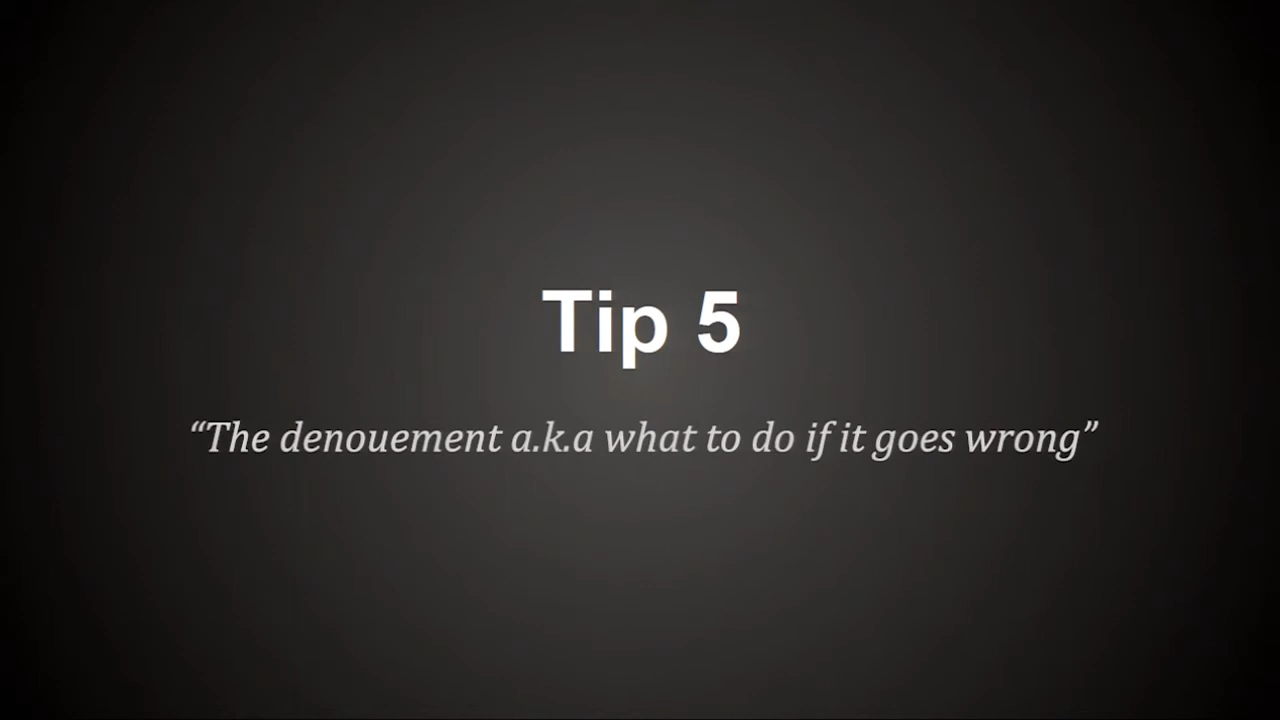 Tip 5
“The denouement a.k.a what to do if it goes wrong”